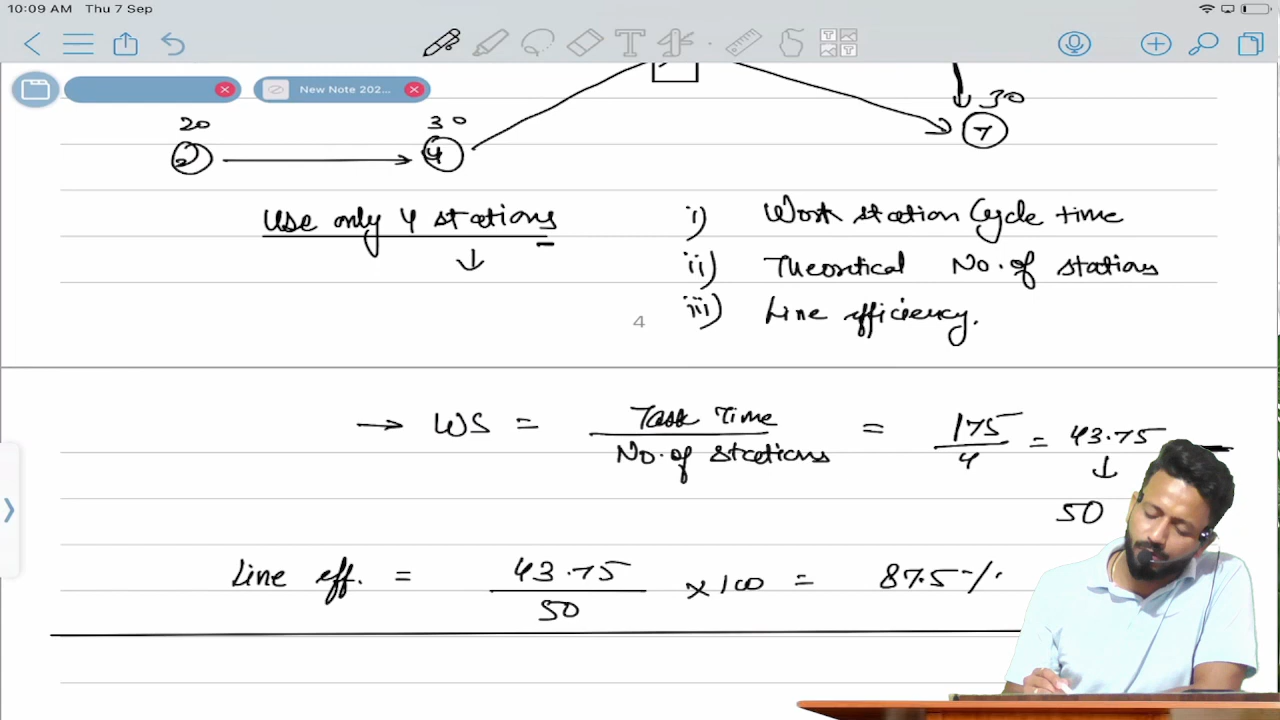 10:09 AM Thu 7 Sep
New Note 202...
20
30
30
2
4
7
Use only 4 stations
i) Work station Cycle time
ii) Theoritical No. of stations
iii) Line efficiency.
4
→ WS = Task Time / No. of stations = 175 / 4 = 43.75
50
Line eff. = 43.75 / 50 × 100 = 87.5%